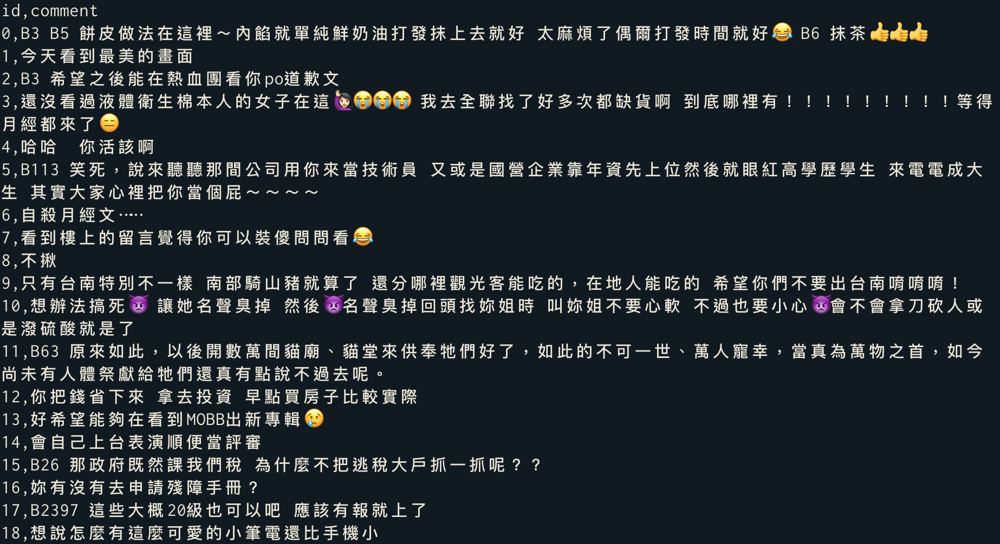 id,comment
0,B3 B5 餅皮做法在這裡～內餡就單純鮮奶油打發抹上去就好 太麻煩了偶爾打發時間就好😂 B6 抹茶👍👍👍
1,今天看到最美的畫面
2,B3 希望之後能在熱血團看你po道歉文
3,還沒看過液體衛生棉本人的女子在這🙋🏻‍♀️😭😭😭 我去全聯找了好多次都缺貨啊 到底哪裡有！！！！！！！！！等得
月經都來了😑
4,哈哈　你活該啊
5,B113 笑死，說來聽聽那間公司用你來當技術員 又或是國營企業靠年資先上位然後就眼紅高學歷學生 來電電成大
生 其實大家心裡把你當個屁～～～～
6,自殺月經文⋯⋯
7,看到樓上的留言覺得你可以裝傻問問看😂
8,不揪
9,只有台南特別不一樣 南部騎山豬就算了 還分哪裡觀光客能吃的，在地人能吃的 希望你們不要出台南唷唷唷！
10,想辦法搞死👿 讓她名聲臭掉 然後👿名聲臭掉回頭找妳姐時 叫妳姐不要心軟 不過也要小心👿會不會拿刀砍人或
是潑硫酸就是了
11,B63 原來如此，以後開數萬間貓廟、貓堂來供奉牠們好了，如此的不可一世、萬人寵幸，當真為萬物之首，如今
尚未有人體祭獻給牠們還真有點說不過去呢。
12,你把錢省下來 拿去投資 早點買房子比較實際
13,好希望能夠在看到MOBB出新專輯😢
14,會自己上台表演順便當評審
15,B26 那政府既然課我們稅 為什麼不把逃稅大戶抓一抓呢？？
16,妳有沒有去申請殘障手冊？
17,B2397 這些大概20級也可以吧 應該有報就上了
18,想說怎麼有這麼可愛的小筆電還比手機小